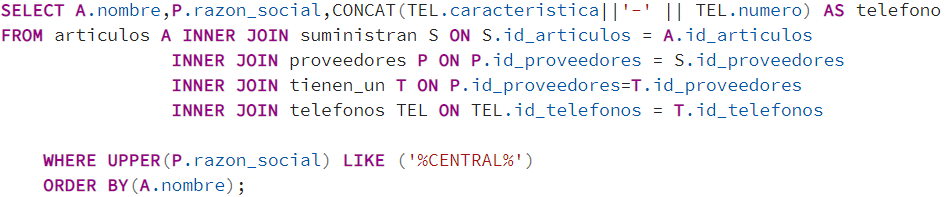 SELECT A.nombre,P.razon_social,CONCAT(TEL.caracteristica||'-' || TEL.numero) AS telefono
FROM articulos A INNER JOIN suministran S ON S.id_articulos = A.id_articulos
INNER JOIN proveedores P ON P.id_proveedores = S.id_proveedores
INNER JOIN tienen_un T ON P.id_proveedores=T.id_proveedores
INNER JOIN telefonos TEL ON TEL.id_telefonos = T.id_telefonos
WHERE UPPER(P.razon_social) LIKE ('%CENTRAL%')
ORDER BY(A.nombre);